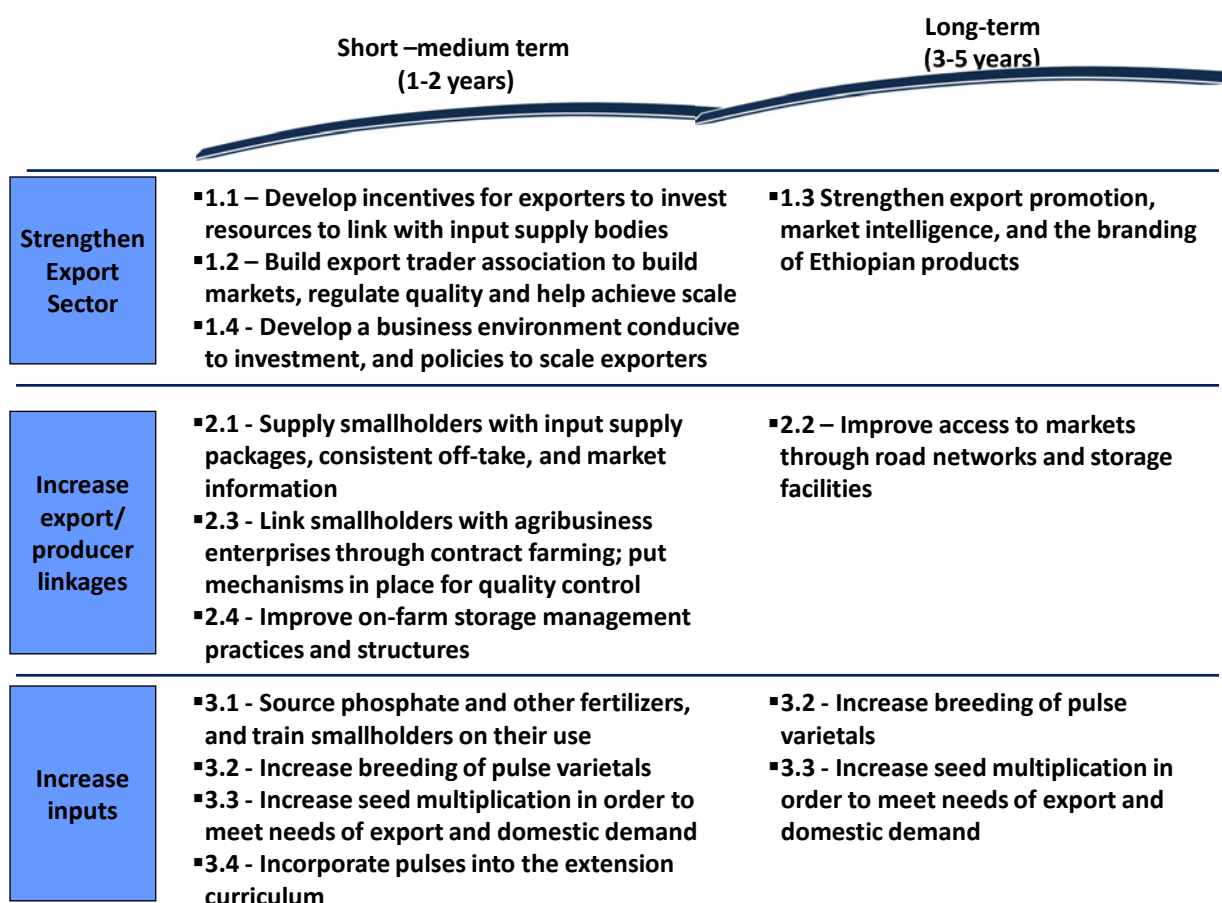 Short –medium term
(1-2 years)
Long-term
(3-5 years)
Strengthen
Export
Sector
▪1.1 – Develop incentives for exporters to invest
resources to link with input supply bodies
▪1.2 – Build export trader association to build
markets, regulate quality and help achieve scale
▪1.4 - Develop a business environment conducive
to investment, and policies to scale exporters
▪1.3 Strengthen export promotion,
market intelligence, and the branding
of Ethiopian products
Increase
export/
producer
linkages
▪2.1 - Supply smallholders with input supply
packages, consistent off-take, and market
information
▪2.3 - Link smallholders with agribusiness
enterprises through contract farming; put
mechanisms in place for quality control
▪2.4 - Improve on-farm storage management
practices and structures
▪2.2 – Improve access to markets
through road networks and storage
facilities
Increase
inputs
▪3.1 - Source phosphate and other fertilizers,
and train smallholders on their use
▪3.2 - Increase breeding of pulse varietals
▪3.3 - Increase seed multiplication in order to
meet needs of export and domestic demand
▪3.4 - Incorporate pulses into the extension
curriculum
▪3.2 - Increase breeding of pulse
varietals
▪3.3 - Increase seed multiplication in
order to meet needs of export and
domestic demand